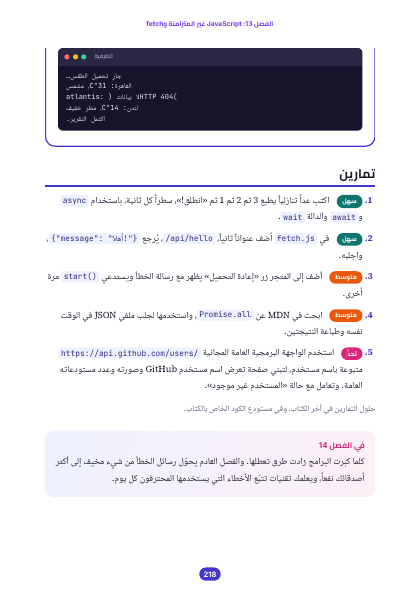 الفصل 13: JavaScript غير المتزامنة وfetch
الطرفية
جارٍ تحميل الطقس…
القاهرة: 31°C، مشمس
atlantis: لا بيانات (HTTP 404)
لندن: 14°C، مطر خفيف
اكتمل التقرير.
تمارين
1. سهل اكتب عداً تنازلياً يطبع 3 ثم 2 ثم 1 ثم «انطلق!»، سطراً كل ثانية، باستخدام async
و await والدالة wait.
2. سهل في fetch.js أضف عنواناً ثانياً، /api/hello، يُرجع {"message": "أهلاً!"}،
واجلبه.
3. متوسط أضف إلى المتجر زر «إعادة التحميل» يظهر مع رسالة الخطأ ويستدعي start() مرة
أخرى.
4. متوسط ابحث في MDN عن Promise.all، واستخدمها لجلب ملفي JSON في الوقت
نفسه وطباعة النتيجتين.
5. تحدٍّ استخدم الواجهة البرمجية العامة المجانية https://api.github.com/users/
متبوعة باسم مستخدم، لتبني صفحة تعرض اسم مستخدم GitHub وصورته وعدد مستودعاته
العامة. وتعامل مع حالة «المستخدم غير موجود».
حلول التمارين في آخر الكتاب، وفي مستودع الكود الخاص بالكتاب.
في الفصل 14
كلما كبرت البرامج زادت طرق تعطلها. والفصل القادم يحوّل رسائل الخطأ من شيء مخيف إلى أكثر
أصدقائك نفعاً، ويعلمك تقنيات تتبّع الأخطاء التي يستخدمها المحترفون كل يوم.
218